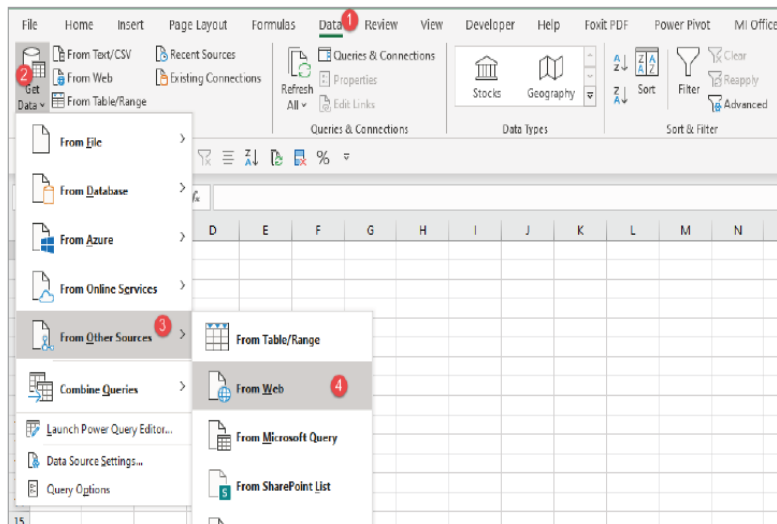 File Home Insert Page Layout Formulas Data 1 Review View Developer Help Foxit PDF Power Pivot MI Office
2
Get
Data
From Text/CSV
From Web
From Table/Range
Recent Sources
Existing Connections
Refresh
All
Queries & Connections
Properties
Edit Links
Queries & Connections
Stocks
Geography
Data Types
Sort
Filter
Clear
Reapply
Advanced
Sort & Filter
%
fx
D E F G H I J K L M N
From File
From Database
From Azure
From Online Services
From Other Sources 3
Combine Queries
Launch Power Query Editor...
Data Source Settings...
Query Options
From Table/Range
From Web 4
From Microsoft Query
From SharePoint List
15